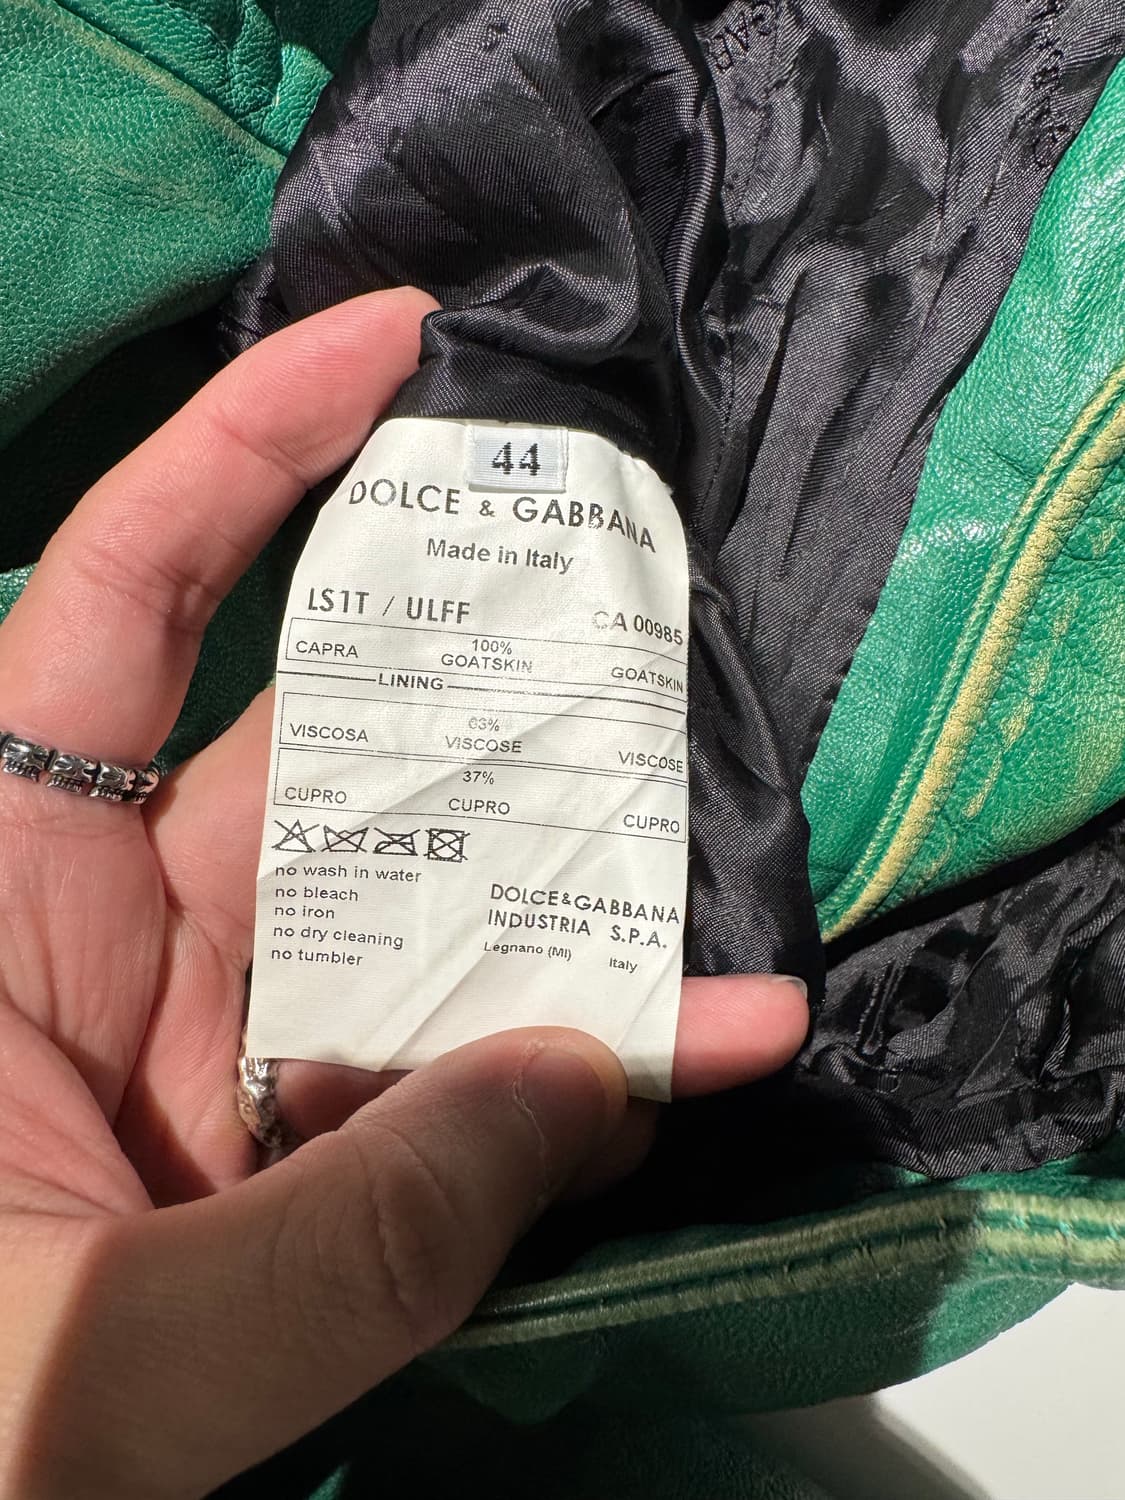 44
DOLCE & GABBANA
Made in Italy
LS1T / ULFF CA 00985
CAPRA 100% GOATSKIN GOATSKIN
LINING
VISCOSA 63% VISCOSE VISCOSE
CUPRO 37% CUPRO CUPRO
no wash in water
no bleach
no iron
no dry cleaning
no tumbler
DOLCE&GABBANA
INDUSTRIA S.P.A.
Legnano (MI) Italy